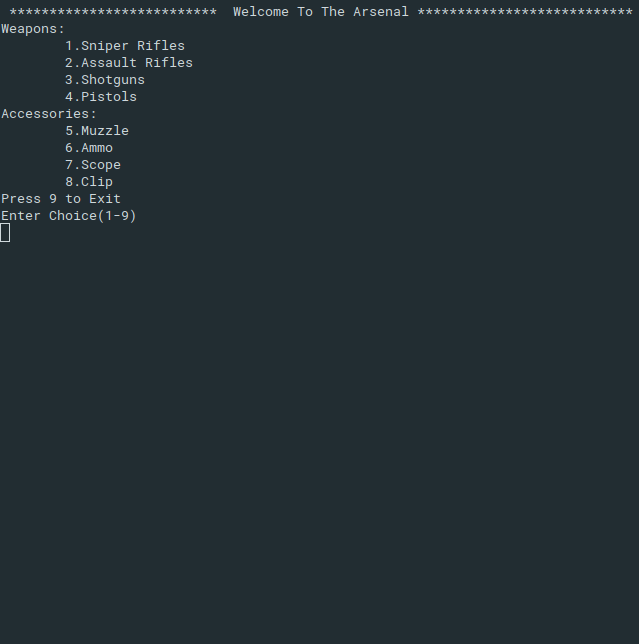 **************************  Welcome To The Arsenal ***************************
Weapons:
1.Sniper Rifles
2.Assault Rifles
3.Shotguns
4.Pistols
Accessories:
5.Muzzle
6.Ammo
7.Scope
8.Clip
Press 9 to Exit
Enter Choice(1-9)